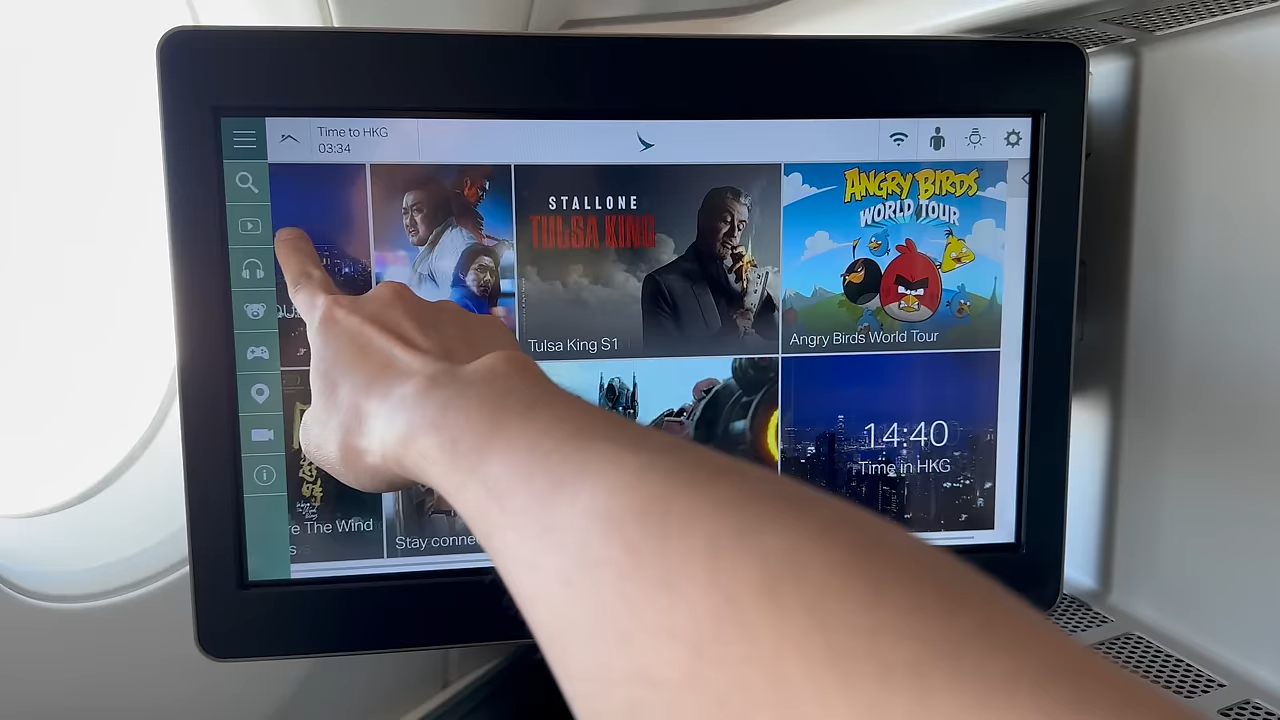 Time to HKG
03:34
STALLONE
TULSA KING
Tulsa King S1
ANGRY BIRDS
WORLD TOUR
Angry Birds World Tour
14:40
Time in HKG
e The Wind
s
Stay conne